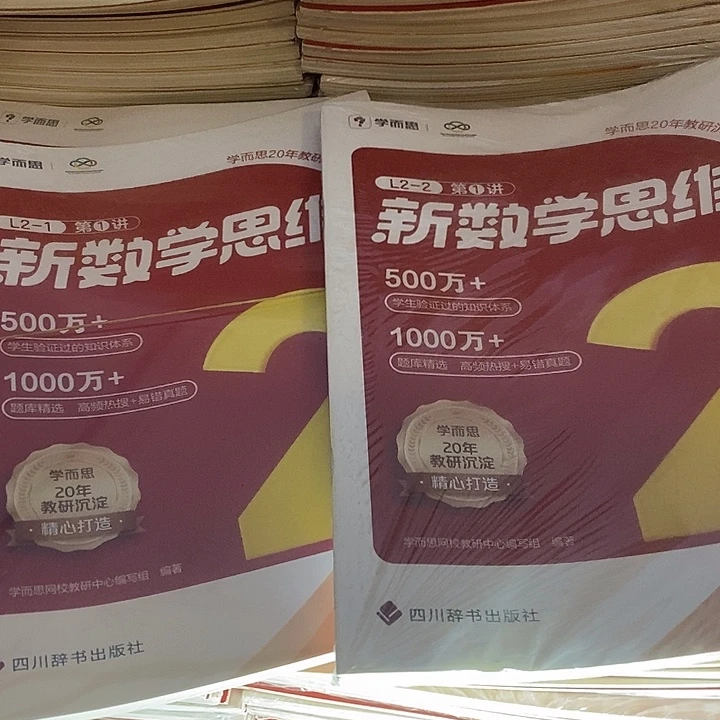 学而思
学而思
学而思20年教研
L2-1 第1讲
新数学思维
500万+
学生验证过的知识体系
1000万+
题库精选 高频热搜+易错真题
学而思
20年
教研沉淀
精心打造
学而思网校教研中心编写组 编著
四川辞书出版社
学而思
学而思20年教研沉
L2-2 第1讲
新数学思维
500万+
学生验证过的知识体系
1000万+
题库精选 高频热搜+易错真题
2
学而思
20年
教研沉淀
精心打造
学而思网校教研中心编写组 编著
四川辞书出版社